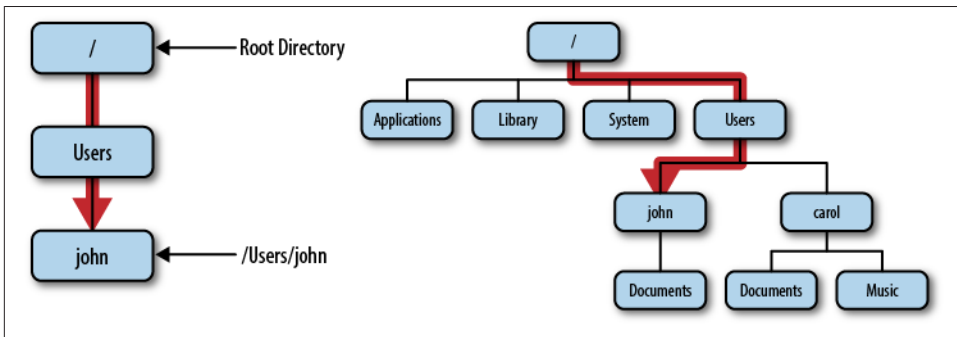 /
Root Directory
Users
john
/Users/john
/
Applications
Library
System
Users
john
carol
Documents
Documents
Music